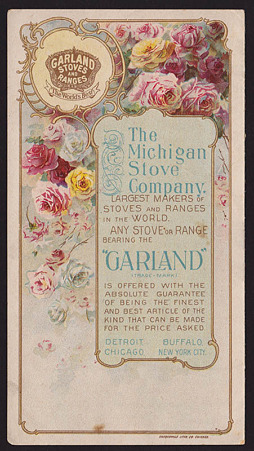 GARLAND
STOVES
AND
RANGES
The World's Best
The
Michigan
Stove
Company.
LARGEST MAKERS OF
STOVES AND RANGES
IN THE WORLD.
ANY STOVE OR RANGE
BEARING THE
"GARLAND"
(TRADE-MARK)
IS OFFERED WITH THE
ABSOLUTE GUARANTEE
OF BEING THE FINEST
AND BEST ARTICLE OF THE
KIND THAT CAN BE MADE
FOR THE PRICE ASKED.
DETROIT. BUFFALO.
CHICAGO. NEW YORK CITY.